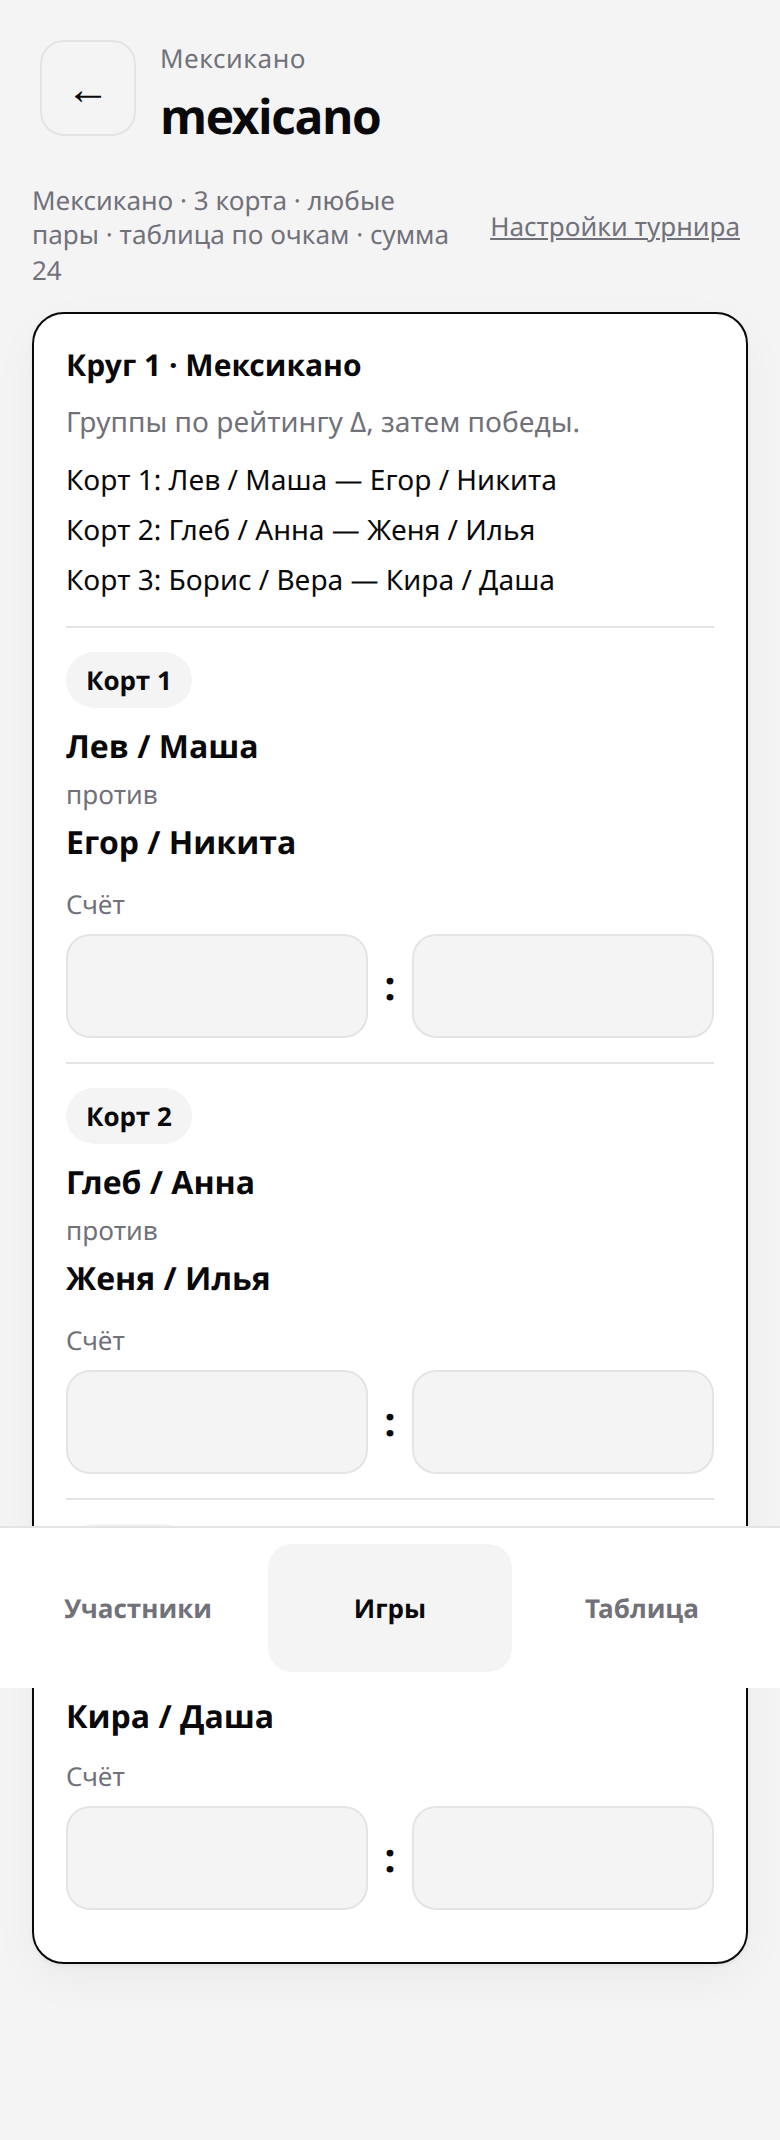 ←
Мексикано
mexicano
Мексикано · 3 корта · любые
пары · таблица по очкам · сумма
24
Настройки турнира
Круг 1 · Мексикано
Группы по рейтингу Δ, затем победы.
Корт 1: Лев / Маша — Егор / Никита
Корт 2: Глеб / Анна — Женя / Илья
Корт 3: Борис / Вера — Кира / Даша
Корт 1
Лев / Маша
против
Егор / Никита
Счёт
:
Корт 2
Глеб / Анна
против
Женя / Илья
Счёт
:
Участники
Игры
Таблица
Кира / Даша
Счёт
: